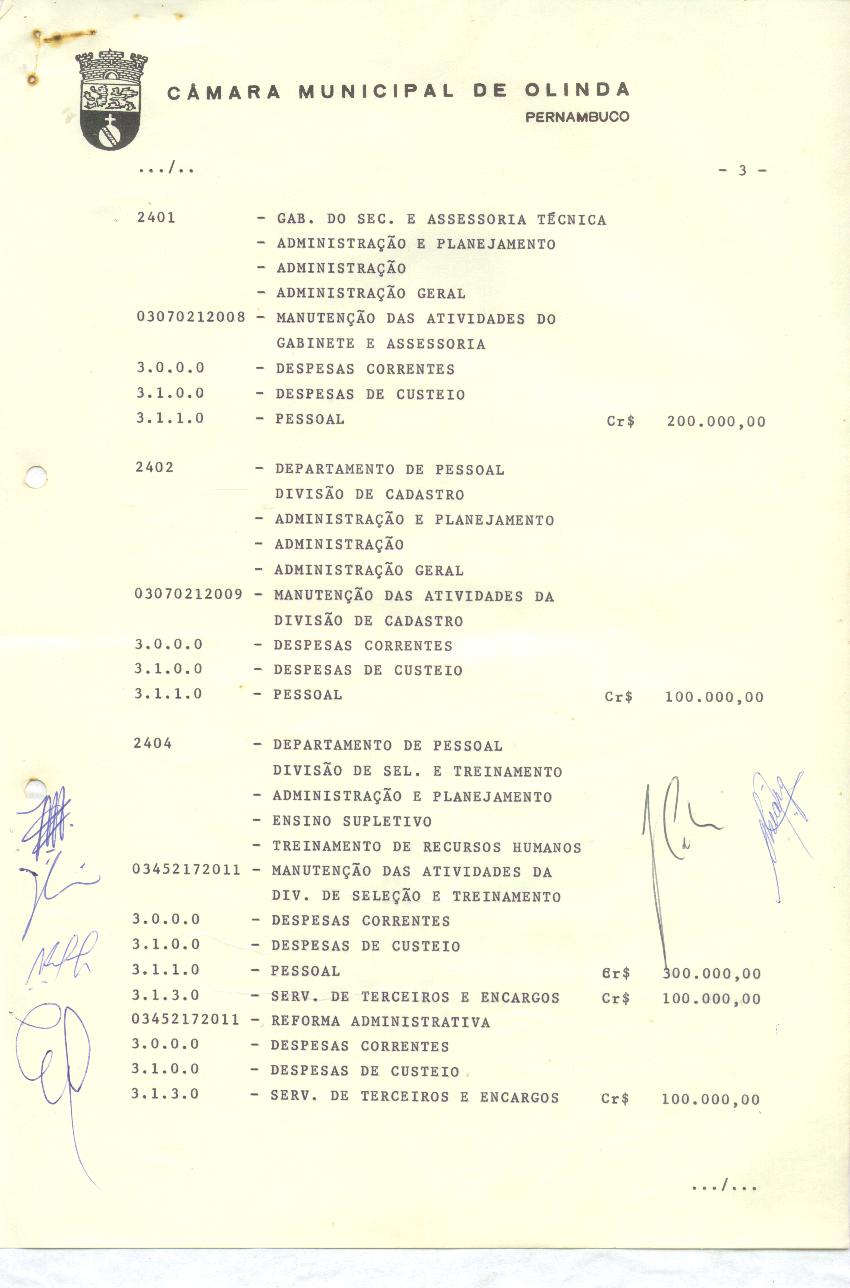 CÂMARA MUNICIPAL DE OLINDA
PERNAMBUCO
.../.. - 3 -
2401 - GAB. DO SEC. E ASSESSORIA TÉCNICA
- ADMINISTRAÇÃO E PLANEJAMENTO
- ADMINISTRAÇÃO
- ADMINISTRAÇÃO GERAL
03070212008 - MANUTENÇÃO DAS ATIVIDADES DO
GABINETE E ASSESSORIA
3.0.0.0 - DESPESAS CORRENTES
3.1.0.0 - DESPESAS DE CUSTEIO
3.1.1.0 - PESSOAL Cr$ 200.000,00
2402 - DEPARTAMENTO DE PESSOAL
DIVISÃO DE CADASTRO
- ADMINISTRAÇÃO E PLANEJAMENTO
- ADMINISTRAÇÃO
- ADMINISTRAÇÃO GERAL
03070212009 - MANUTENÇÃO DAS ATIVIDADES DA
DIVISÃO DE CADASTRO
3.0.0.0 - DESPESAS CORRENTES
3.1.0.0 - DESPESAS DE CUSTEIO
3.1.1.0 - PESSOAL Cr$ 100.000,00
2404 - DEPARTAMENTO DE PESSOAL
DIVISÃO DE SEL. E TREINAMENTO
- ADMINISTRAÇÃO E PLANEJAMENTO
- ENSINO SUPLETIVO
- TREINAMENTO DE RECURSOS HUMANOS
03452172011 - MANUTENÇÃO DAS ATIVIDADES DA
DIV. DE SELEÇÃO E TREINAMENTO
3.0.0.0 - DESPESAS CORRENTES
3.1.0.0 - DESPESAS DE CUSTEIO
3.1.1.0 - PESSOAL Cr$ 300.000,00
3.1.3.0 - SERV. DE TERCEIROS E ENCARGOS Cr$ 100.000,00
03452172011 - REFORMA ADMINISTRATIVA
3.0.0.0 - DESPESAS CORRENTES
3.1.0.0 - DESPESAS DE CUSTEIO
3.1.3.0 - SERV. DE TERCEIROS E ENCARGOS Cr$ 100.000,00
.../...